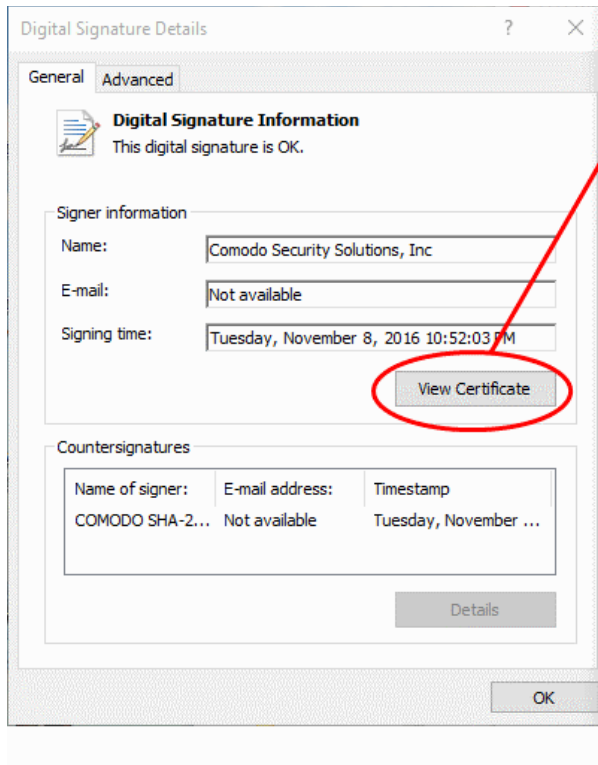 Digital Signature Details ? ×
General Advanced
Digital Signature Information
This digital signature is OK.
Signer information
Name: Comodo Security Solutions, Inc
E-mail: Not available
Signing time: Tuesday, November 8, 2016 10:52:03 PM
View Certificate
Countersignatures
Name of signer: E-mail address: Timestamp
COMODO SHA-2... Not available Tuesday, November ...
Details
OK